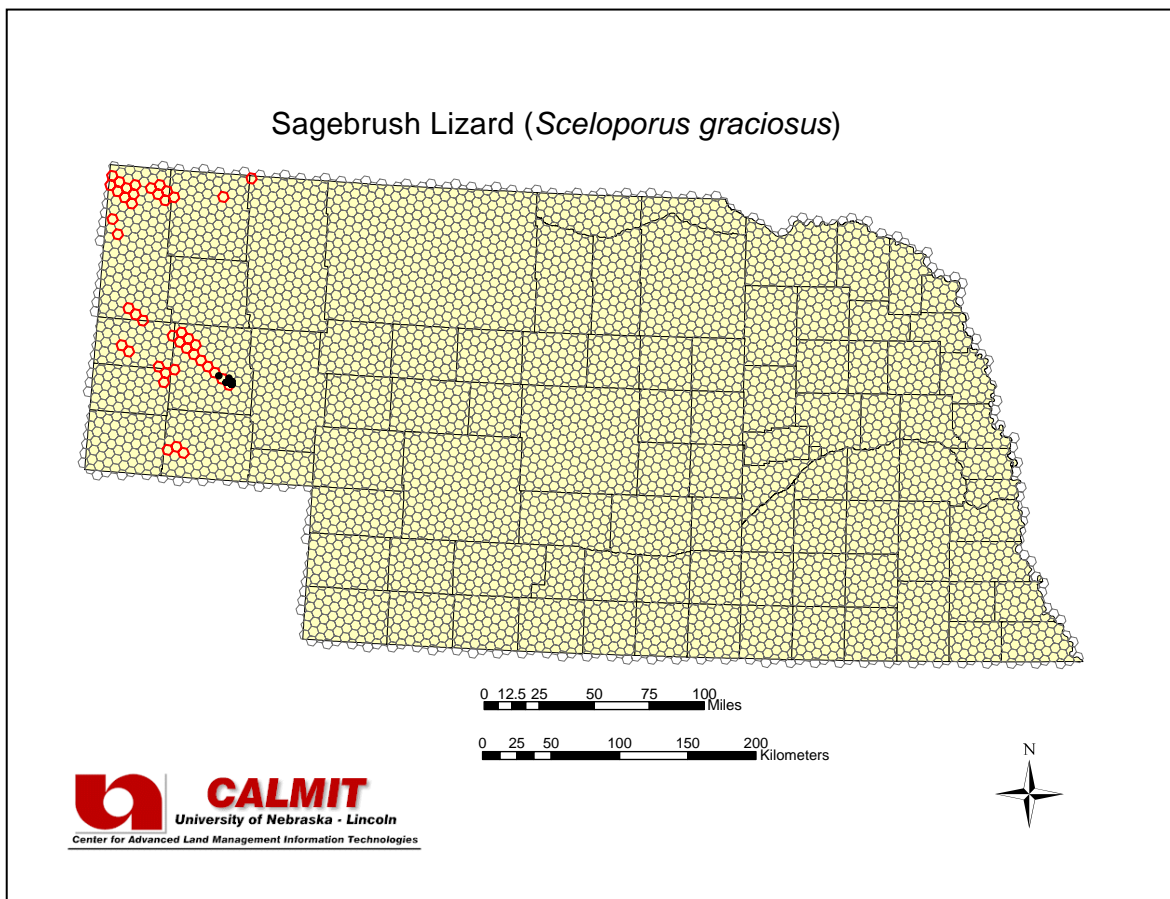 Sagebrush Lizard (Sceloporus graciosus)
0 12.5 25 50 75 100
Miles
0 25 50 100 150 200
Kilometers
N
CALMIT
University of Nebraska - Lincoln
Center for Advanced Land Management Information Technologies